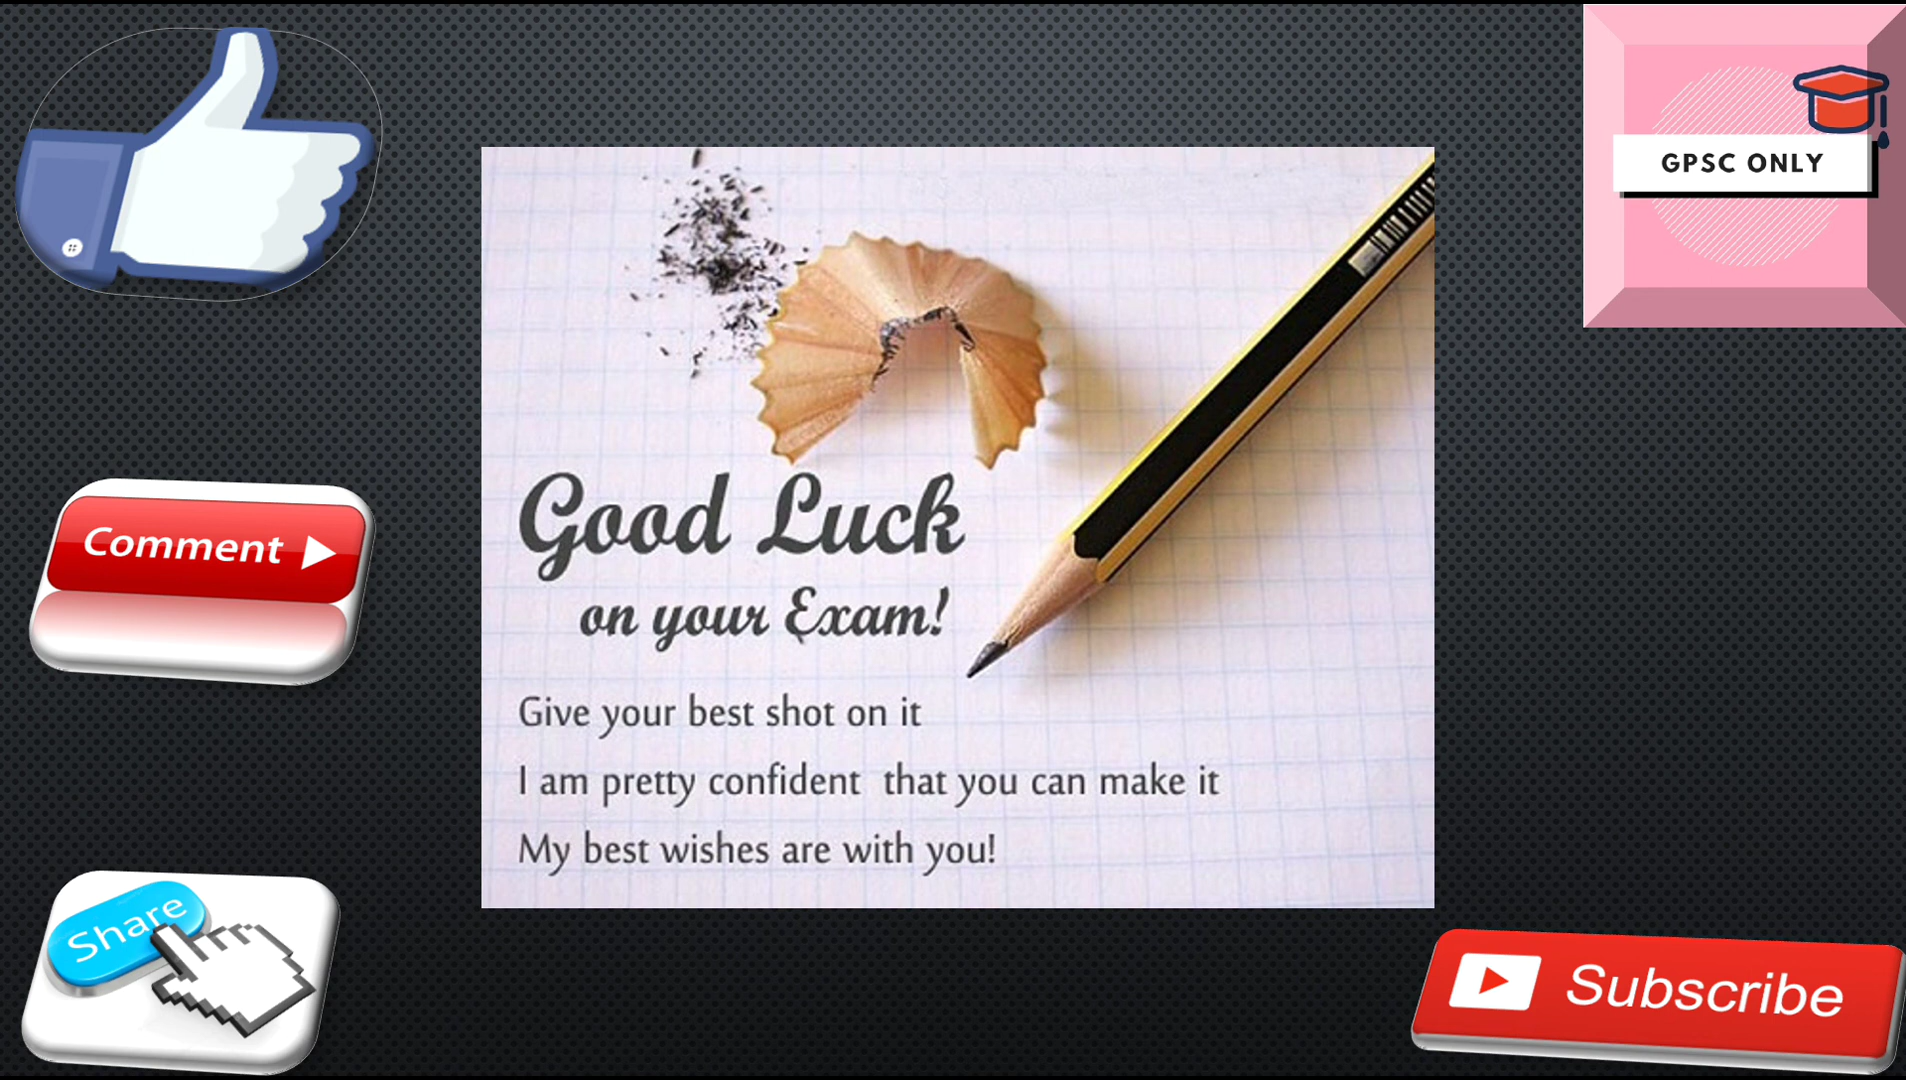 GPSC ONLY
Good Luck
on your Exam!
Give your best shot on it
I am pretty confident that you can make it
My best wishes are with you!
Comment
Share
Subscribe